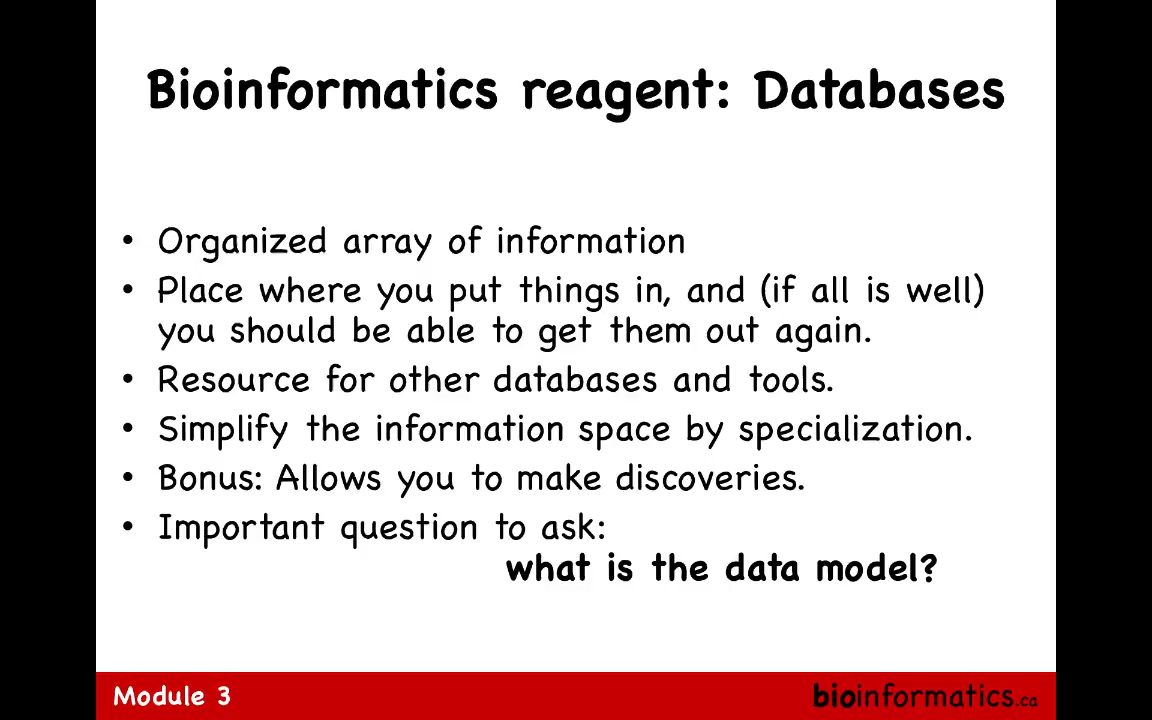 Bioinformatics reagent: Databases
• Organized array of information
• Place where you put things in, and (if all is well)
you should be able to get them out again.
• Resource for other databases and tools.
• Simplify the information space by specialization.
• Bonus: Allows you to make discoveries.
• Important question to ask:
what is the data model?
Module 3
bioinformatics.ca